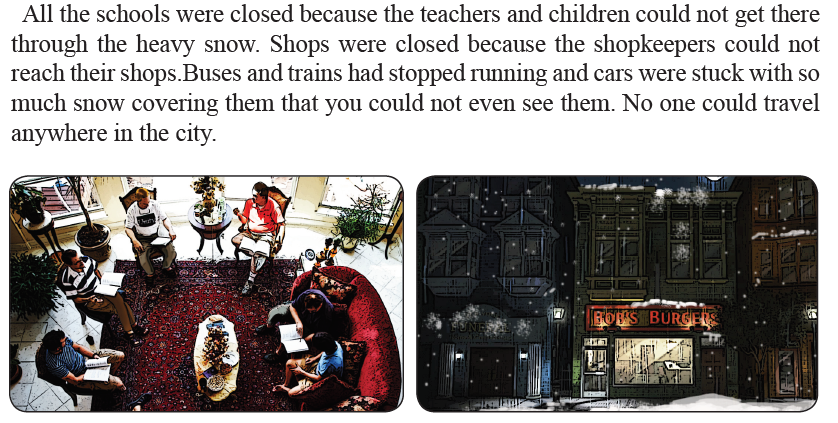 All the schools were closed because the teachers and children could not get there
through the heavy snow. Shops were closed because the shopkeepers could not
reach their shops.Buses and trains had stopped running and cars were stuck with so
much snow covering them that you could not even see them. No one could travel
anywhere in the city.
BOB'S BURGERS